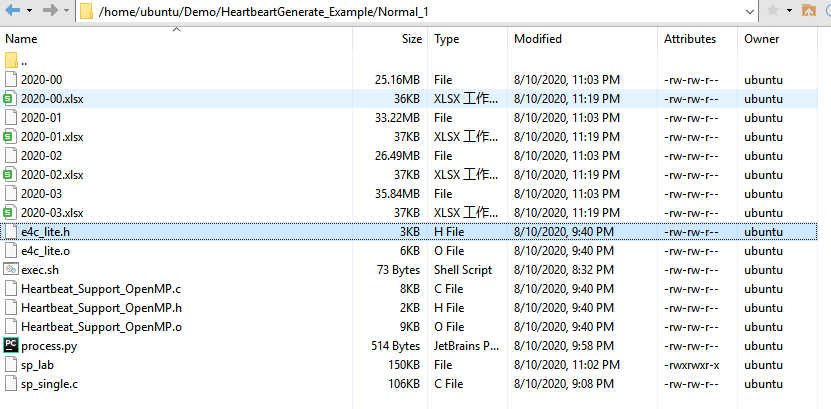 /home/ubuntu/Demo/HeartbeartGenerate_Example/Normal_1
Name Size Type Modified Attributes Owner
..
2020-00 25.16MB File 8/10/2020, 11:03 PM -rw-rw-r-- ubuntu
2020-00.xlsx 36KB XLSX 工作... 8/10/2020, 11:19 PM -rw-rw-r-- ubuntu
2020-01 33.22MB File 8/10/2020, 11:03 PM -rw-rw-r-- ubuntu
2020-01.xlsx 37KB XLSX 工作... 8/10/2020, 11:19 PM -rw-rw-r-- ubuntu
2020-02 26.49MB File 8/10/2020, 11:03 PM -rw-rw-r-- ubuntu
2020-02.xlsx 37KB XLSX 工作... 8/10/2020, 11:19 PM -rw-rw-r-- ubuntu
2020-03 35.84MB File 8/10/2020, 11:03 PM -rw-rw-r-- ubuntu
2020-03.xlsx 37KB XLSX 工作... 8/10/2020, 11:19 PM -rw-rw-r-- ubuntu
e4c_lite.h 3KB H File 8/10/2020, 9:40 PM -rw-rw-r-- ubuntu
e4c_lite.o 6KB O File 8/10/2020, 9:40 PM -rw-rw-r-- ubuntu
exec.sh 73 Bytes Shell Script 8/10/2020, 8:32 PM -rw-rw-r-- ubuntu
Heartbeat_Support_OpenMP.c 8KB C File 8/10/2020, 9:40 PM -rw-rw-r-- ubuntu
Heartbeat_Support_OpenMP.h 2KB H File 8/10/2020, 9:40 PM -rw-rw-r-- ubuntu
Heartbeat_Support_OpenMP.o 9KB O File 8/10/2020, 9:40 PM -rw-rw-r-- ubuntu
process.py 514 Bytes JetBrains P... 8/10/2020, 9:58 PM -rw-rw-r-- ubuntu
sp_lab 150KB File 8/10/2020, 11:02 PM -rwxrwxr-x ubuntu
sp_single.c 106KB C File 8/10/2020, 9:08 PM -rw-rw-r-- ubuntu